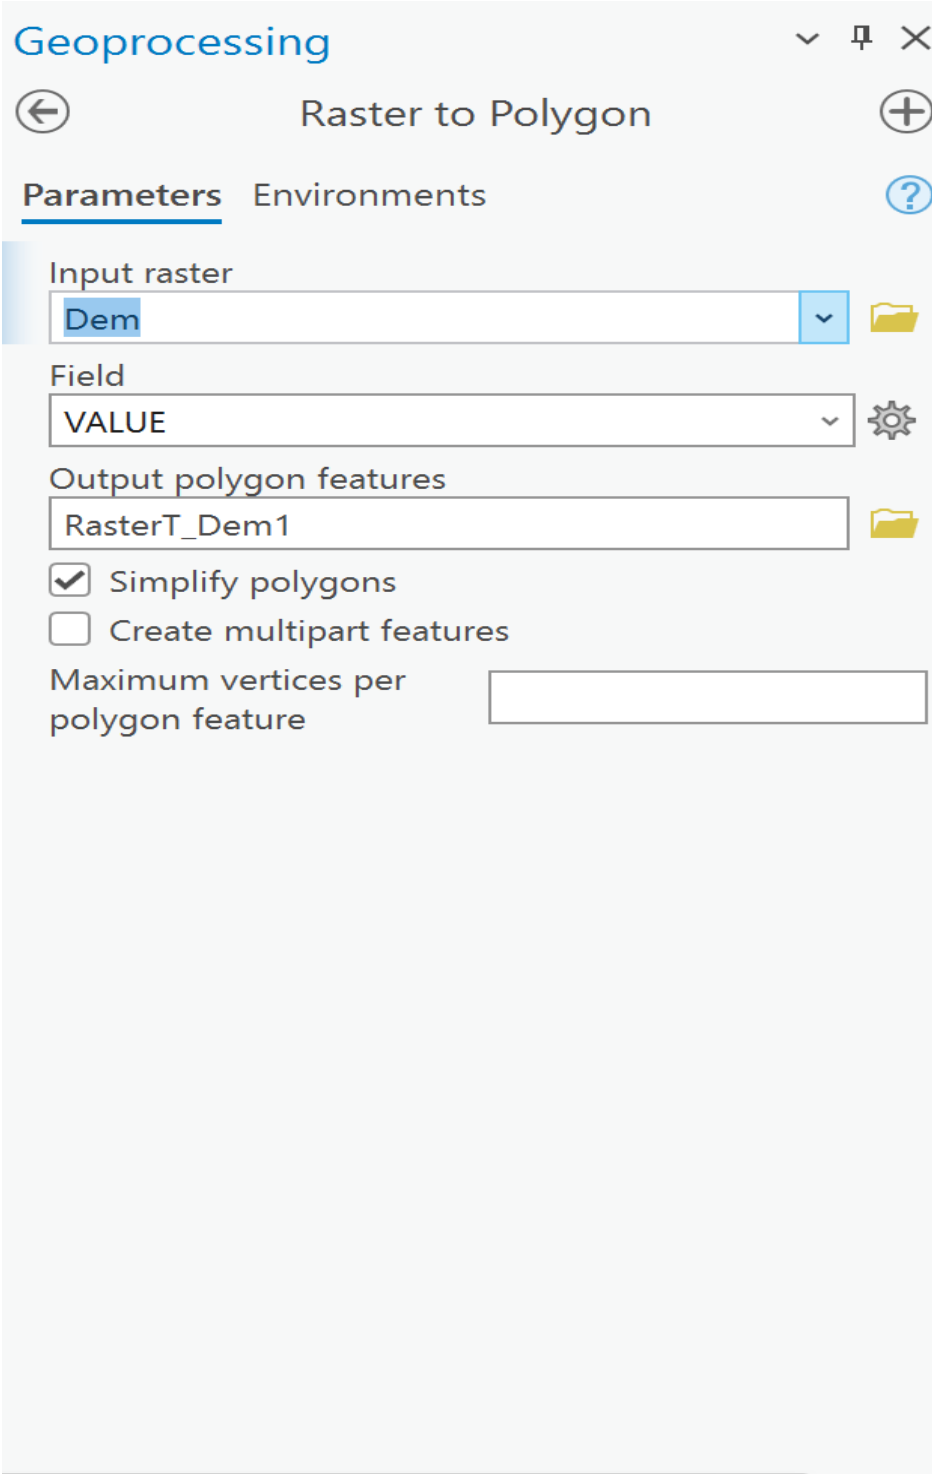 Geoprocessing
Raster to Polygon
Parameters Environments
Input raster
Dem
Field
VALUE
Output polygon features
RasterT_Dem1
Simplify polygons
Create multipart features
Maximum vertices per
polygon feature